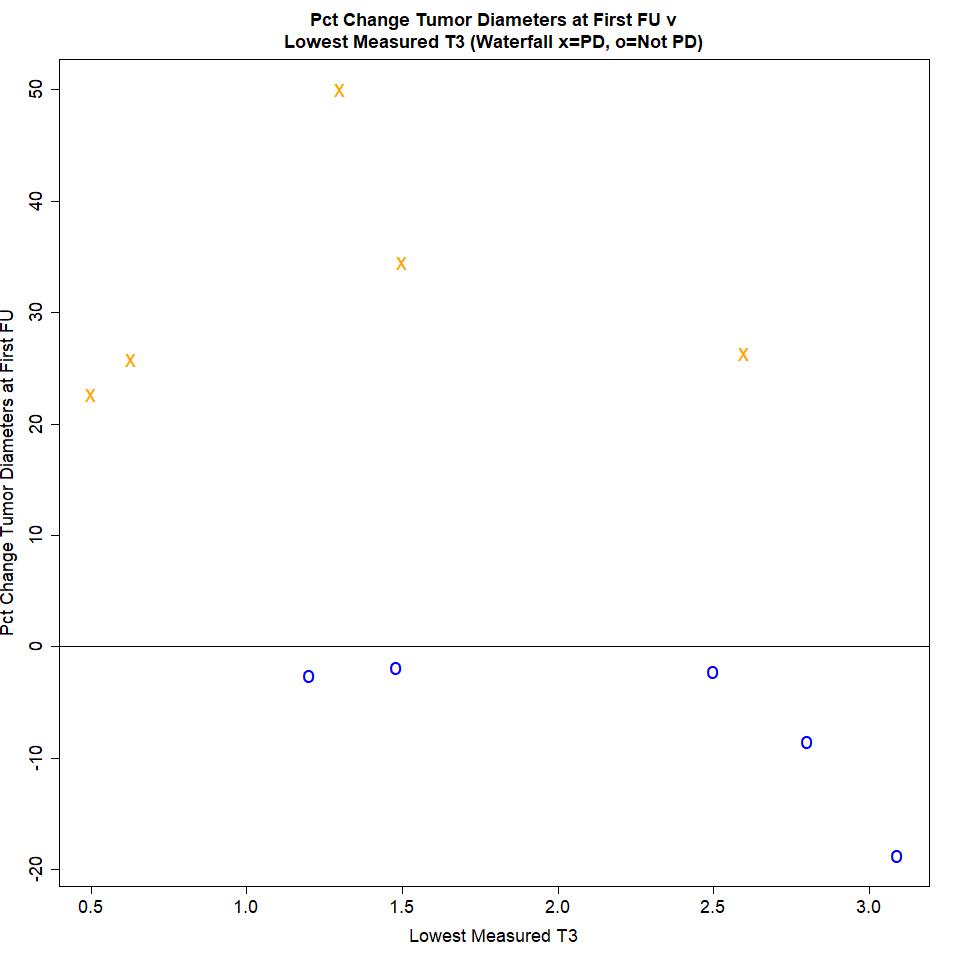 Pct Change Tumor Diameters at First FU v
Lowest Measured T3 (Waterfall x=PD, o=Not PD)
Pct Change Tumor Diameters at First FU
50
40
30
20
10
0
-10
-20
X
X
X
X
X
O
O
O
O
O
0.5
1.0
1.5
2.0
2.5
3.0
Lowest Measured T3